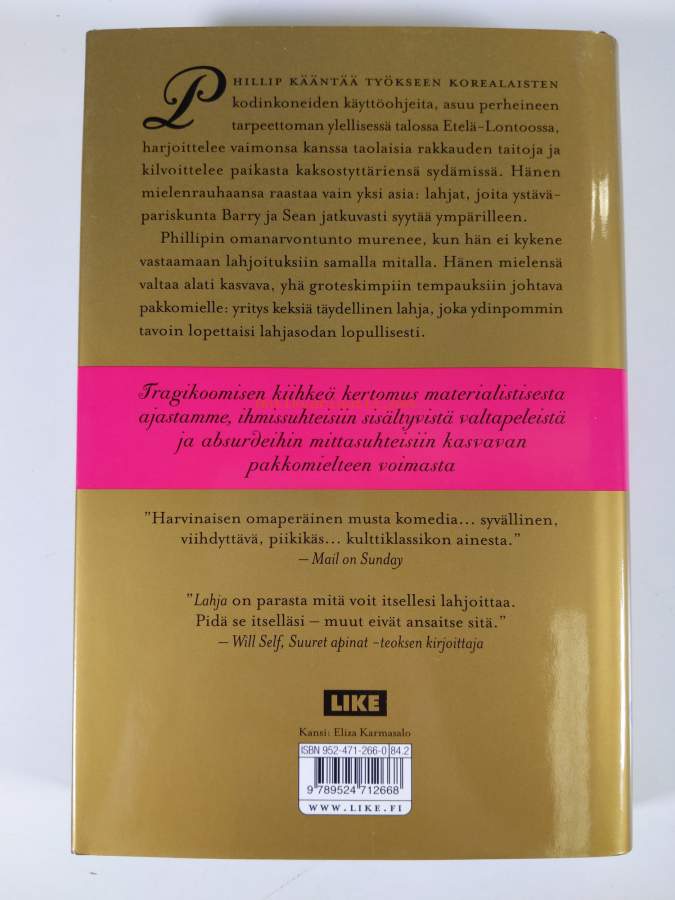 PHILLIP KÄÄNTÄÄ TYÖKSEEN KOREALAISTEN
kodinkoneiden käyttöohjeita, asuu perheineen
tarpeettoman ylellisessä talossa Etelä-Lontoossa,
harjoittelee vaimonsa kanssa taolaisia rakkauden taitoja ja
kilvoittelee paikasta kaksostyttäriensä sydämissä. Hänen
mielenrauhaansa raastaa vain yksi asia: lahjat, joita ystävä-
pariskunta Barry ja Sean jatkuvasti syytää ympärilleen.
Phillipin omanarvontunto murenee, kun hän ei kykene
vastaamaan lahjoituksiin samalla mitalla. Hänen mielensä
valtaa alati kasvava, yhä groteskimpiin tempauksiin johtava
pakkomielle: yritys keksiä täydellinen lahja, joka ydinpommin
tavoin lopettaisi lahjasodan lopullisesti.
Tragikoomisen kiihkeä kertomus materialistisesta
ajastamme, ihmissuhteisiin sisältyvistä valtapeleistä
ja absurdeihin mittasuhteisiin kasvavan
pakkomielteen voimasta
"Harvinaisen omaperäinen musta komedia... syvällinen,
viihdyttävä, piikikäs... kulttiklassikon ainesta."
– Mail on Sunday
"Lahja on parasta mitä voit itsellesi lahjoittaa.
Pidä se itselläsi – muut eivät ansaitse sitä."
– Will Self, Suuret apinat -teoksen kirjoittaja
LIKE
Kansi: Eliza Karmasalo
ISBN 952-471-266-0 84.2
9 789524 712668
WWW.LIKE.FI